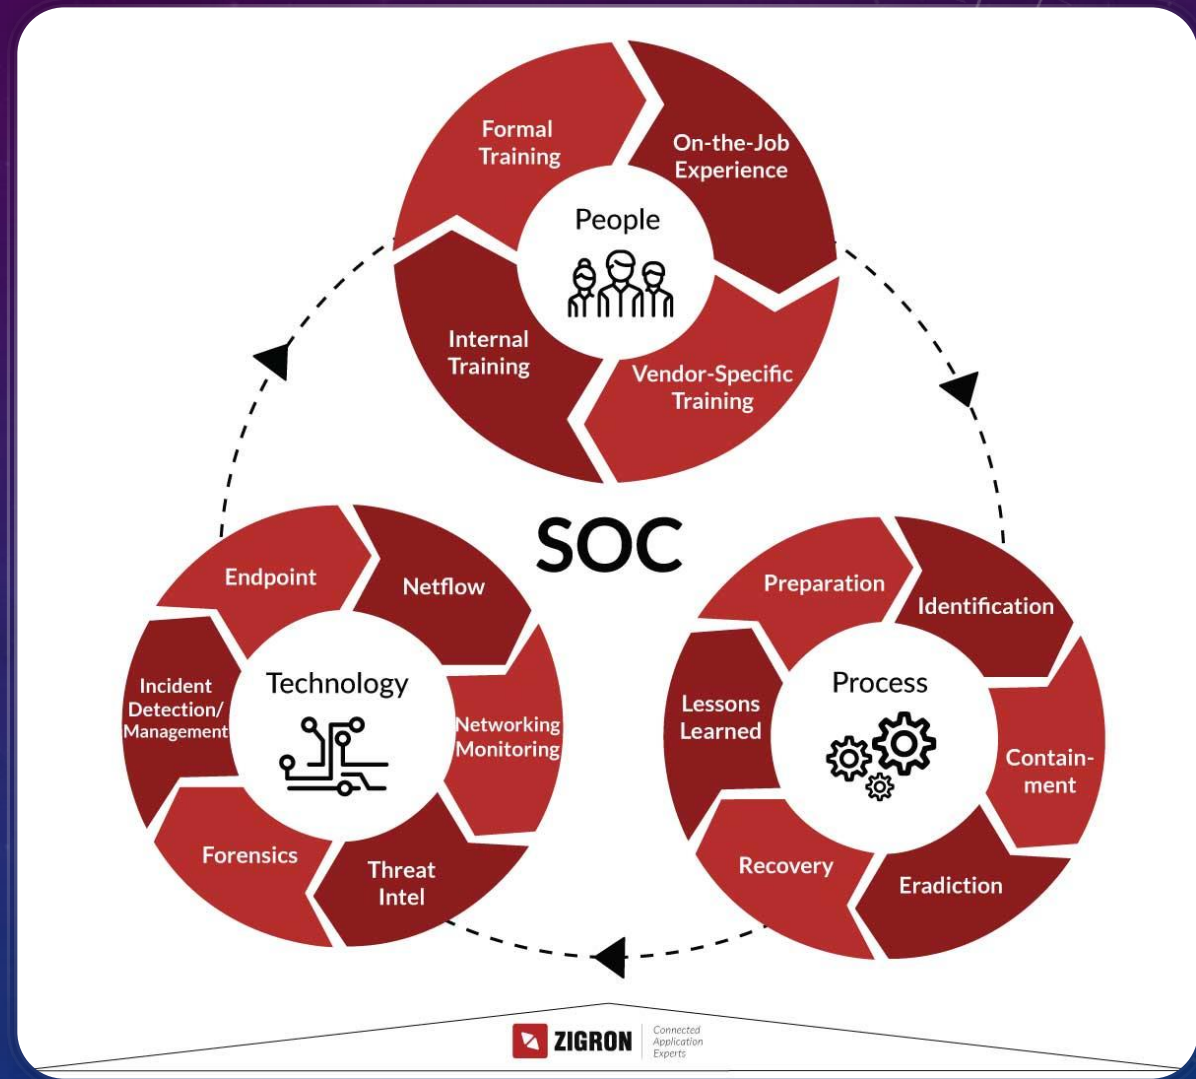 Formal
Training
On-the-Job
Experience
People
Internal
Training
Vendor-Specific
Training
SOC
Endpoint
Netflow
Technology
Incident
Detection/
Management
Networking
Monitoring
Forensics
Threat
Intel
Preparation
Identification
Process
Lessons
Learned
Contain-
ment
Recovery
Eradiction
ZIGRON
Connected
Application
Experts